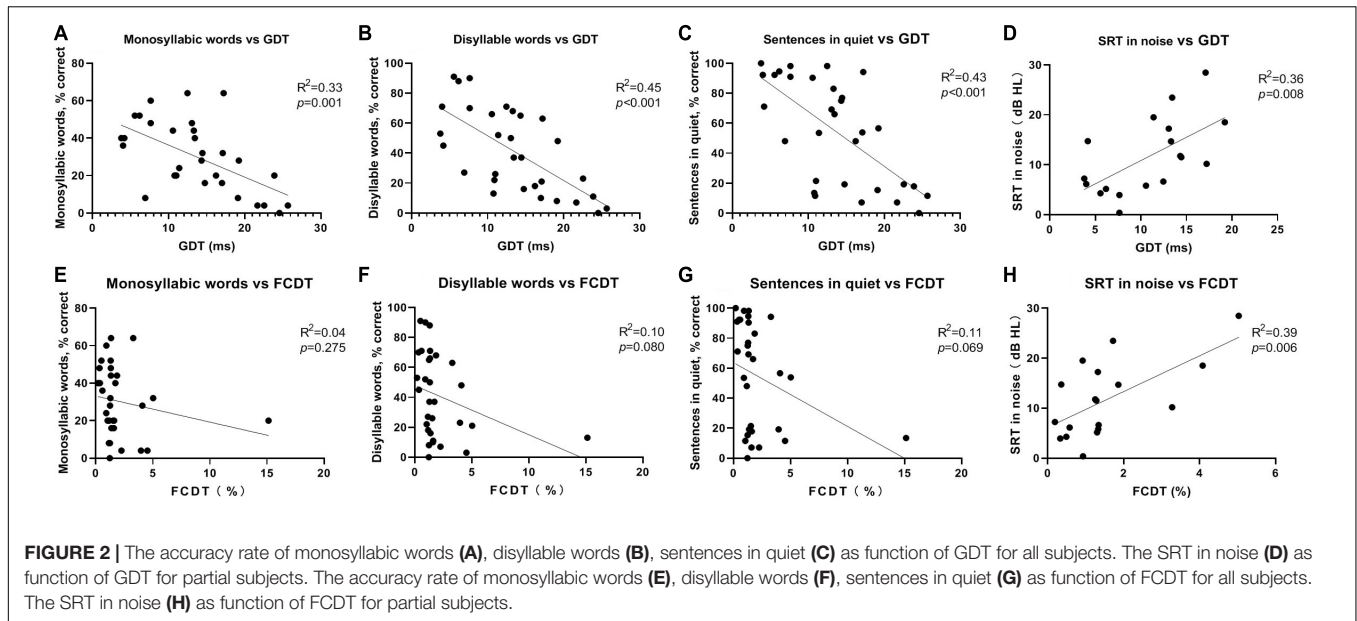 A
Monosyllabic words vs GDT
R²=0.33
p=0.001
Monosyllabic words, % correct
80
60
40
20
0
0 10 20 30
GDT (ms)
B
Disyllable words vs GDT
R²=0.45
p<0.001
Disyllable words, % correct
100
80
60
40
20
0
0 10 20 30
GDT (ms)
C
Sentences in quiet vs GDT
R²=0.43
p<0.001
Sentences in quiet, % correct
100
80
60
40
20
0
0 10 20 30
GDT (ms)
D
SRT in noise vs GDT
R²=0.36
p=0.008
SRT in noise ( dB HL)
30
20
10
0
0 5 10 15 20 25
GDT (ms)
E
Monosyllabic words vs FCDT
R²=0.04
p=0.275
Monosyllabic words, % correct
80
60
40
20
0
0 5 10 15 20
FCDT ( %)
F
Disyllable words vs FCDT
R²=0.10
p=0.080
Disyllable words, % correct
100
80
60
40
20
0
0 5 10 15 20
FCDT ( %)
G
Sentences in quiet vs FCDT
R²=0.11
p=0.069
Sentences in quiet, % correct
100
80
60
40
20
0
0 5 10 15 20
FCDT ( %)
H
SRT in noise vs FCDT
R²=0.39
p=0.006
SRT in noise ( dB HL)
30
20
10
0
0 2 4 6
FCDT (%)
FIGURE 2 | The accuracy rate of monosyllabic words (A), disyllable words (B), sentences in quiet (C) as function of GDT for all subjects. The SRT in noise (D) as
function of GDT for partial subjects. The accuracy rate of monosyllabic words (E), disyllable words (F), sentences in quiet (G) as function of FCDT for all subjects.
The SRT in noise (H) as function of FCDT for partial subjects.